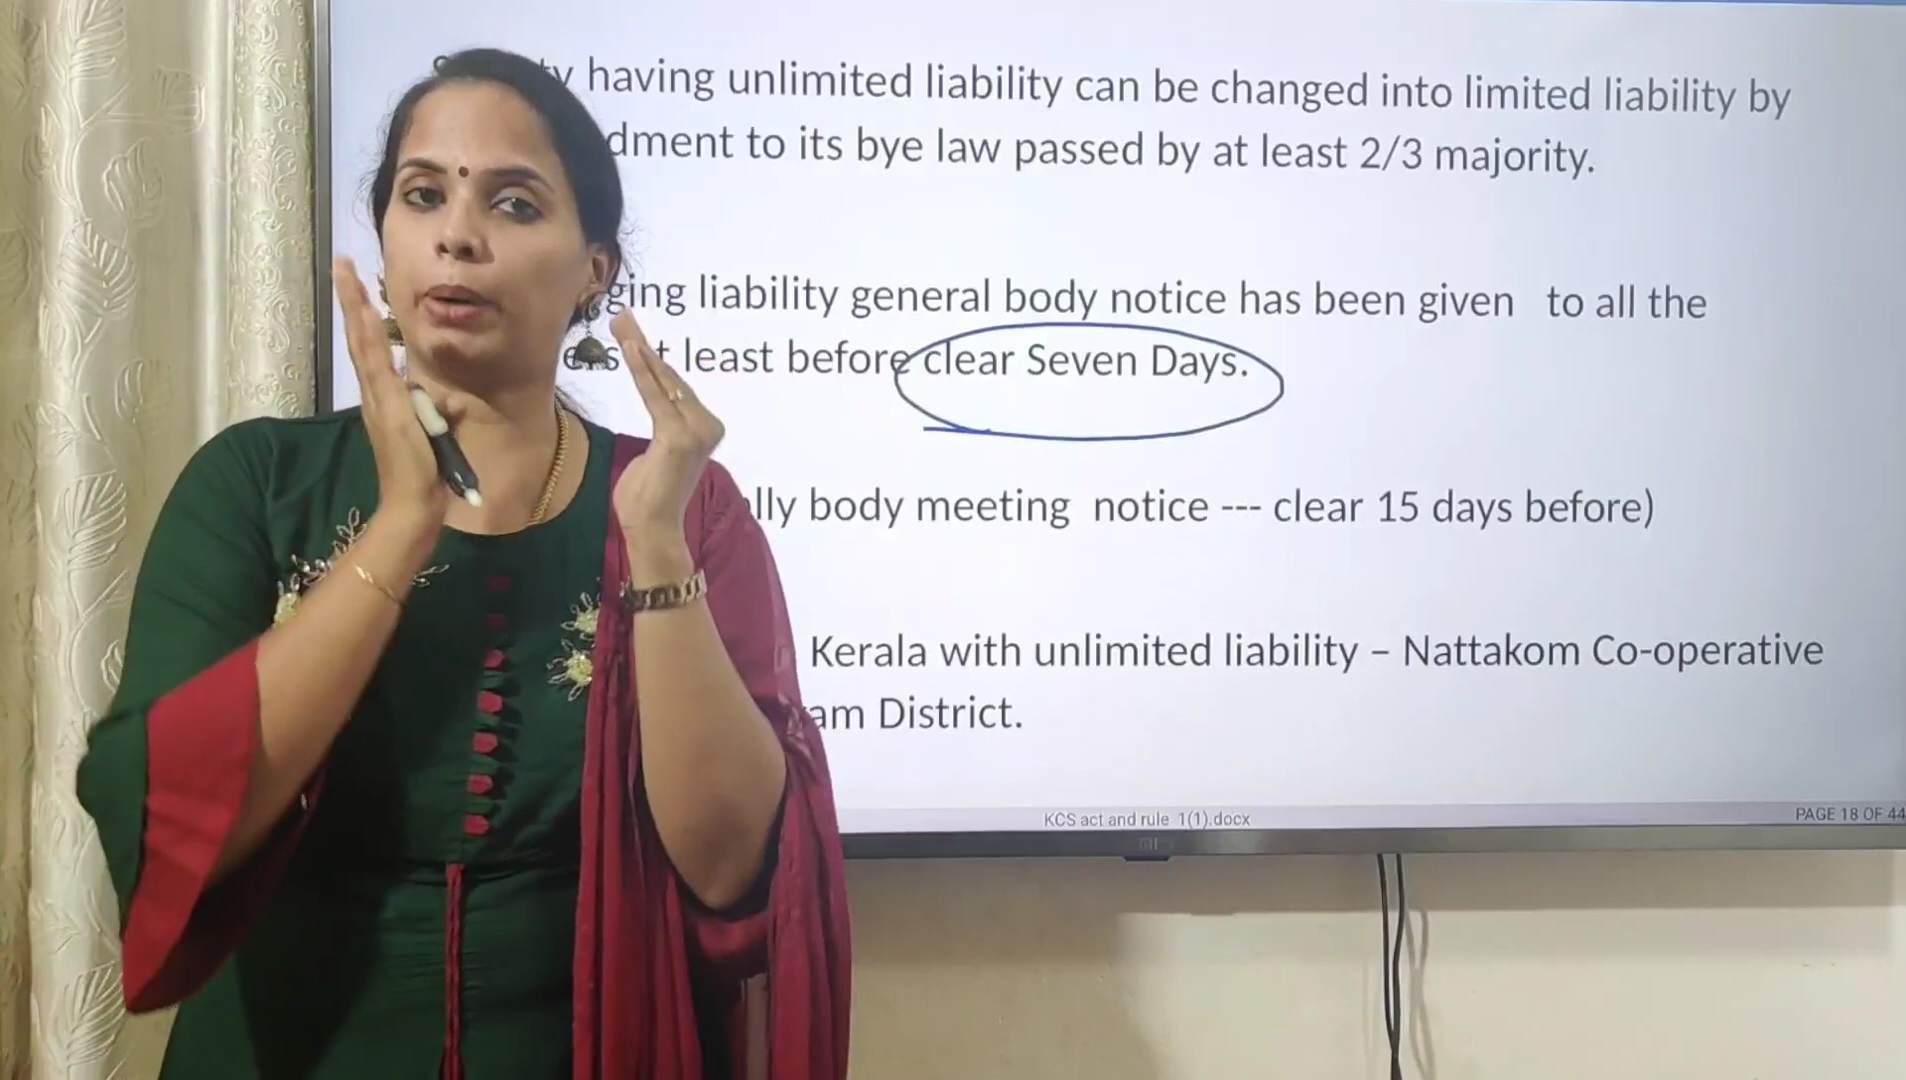 having unlimited liability can be changed into limited liability by
dment to its bye law passed by at least 2/3 majority.
ging liability general body notice has been given to all the
least before clear Seven Days.
lly body meeting notice --- clear 15 days before)
Kerala with unlimited liability – Nattakom Co-operative
am District.
KCS act and rule 1(1).docx
PAGE 18 OF 44